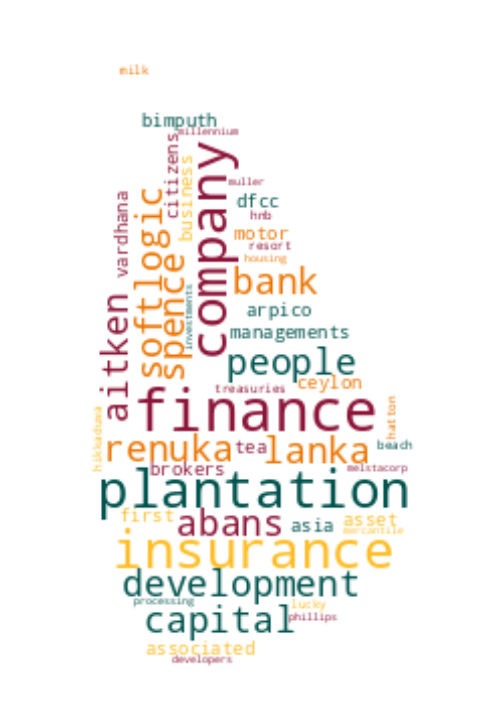 milk
bimputh
millennium
citizens
business
company
muller
vardhana
softlogic
dfcc
hnb
motor
resort
housing
spence
bank
investments
aitken
arpico
managements
people
treasuries
ceylon
finance
hatton
hikkaduwa
renuka
tea
lanka
beach
brokers
melstacorp
plantation
first
abans
asia
asset
mercantile
insurance
development
processing
lucky
capital
phillips
associated
developers